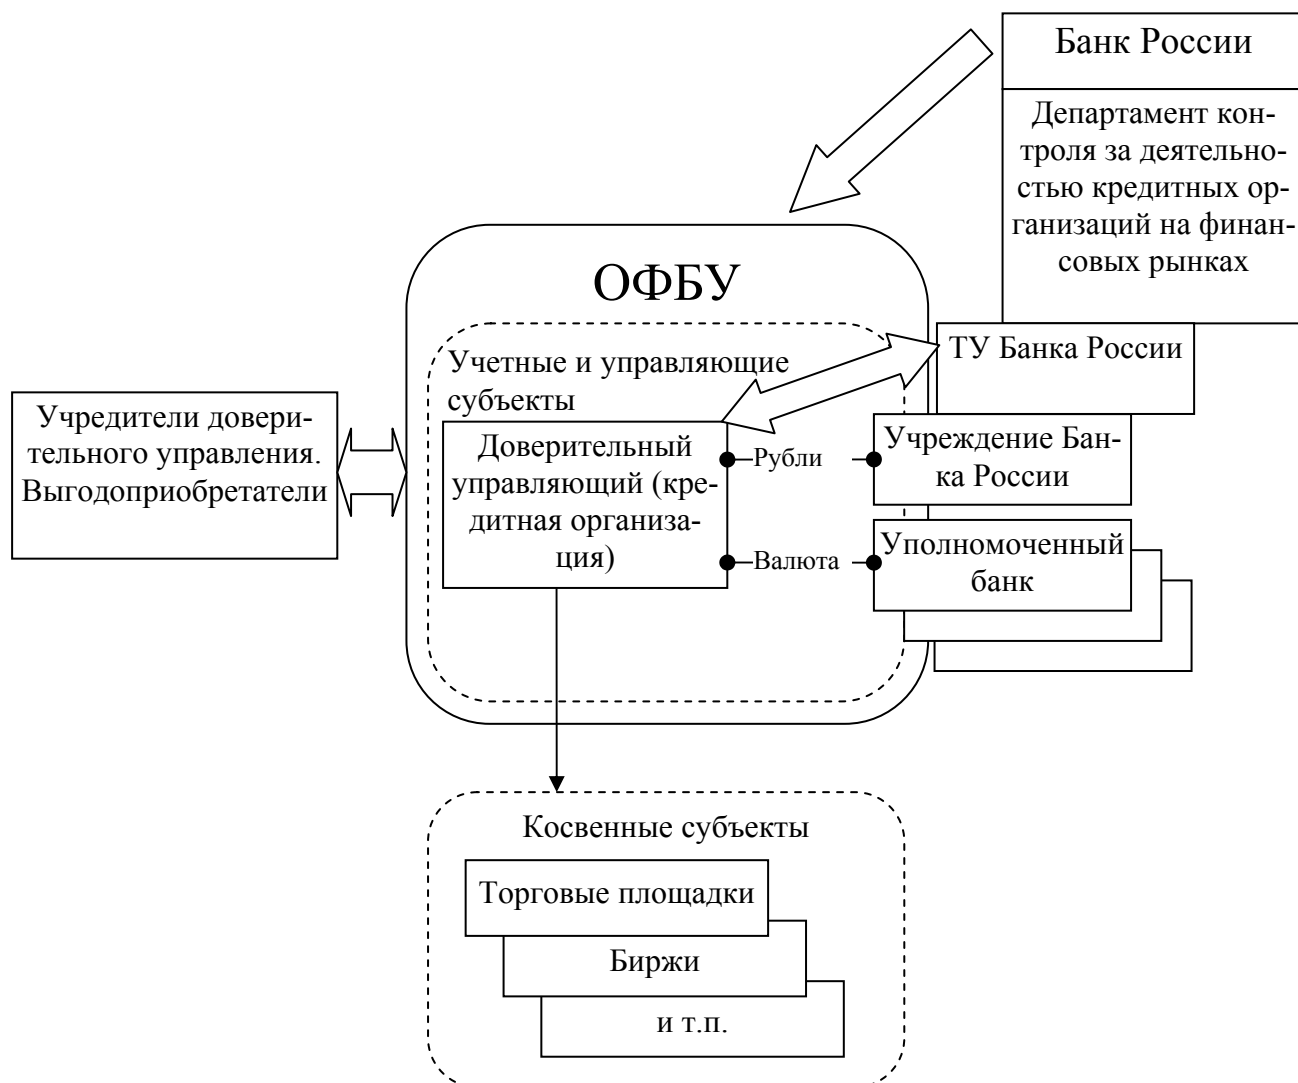 Банк России
Департамент кон-
троля за деятельно-
стью кредитных ор-
ганизаций на финан-
совых рынках
ОФБУ
ТУ Банка России
Учетные и управляющие
субъекты
Учредители довери-
тельного управления.
Выгодоприобретатели
Доверительный
управляющий (кре-
дитная организа-
ция)
Рубли
Учреждение Бан-
ка России
Валюта
Уполномоченный
банк
Косвенные субъекты
Торговые площадки
Биржи
и т.п.